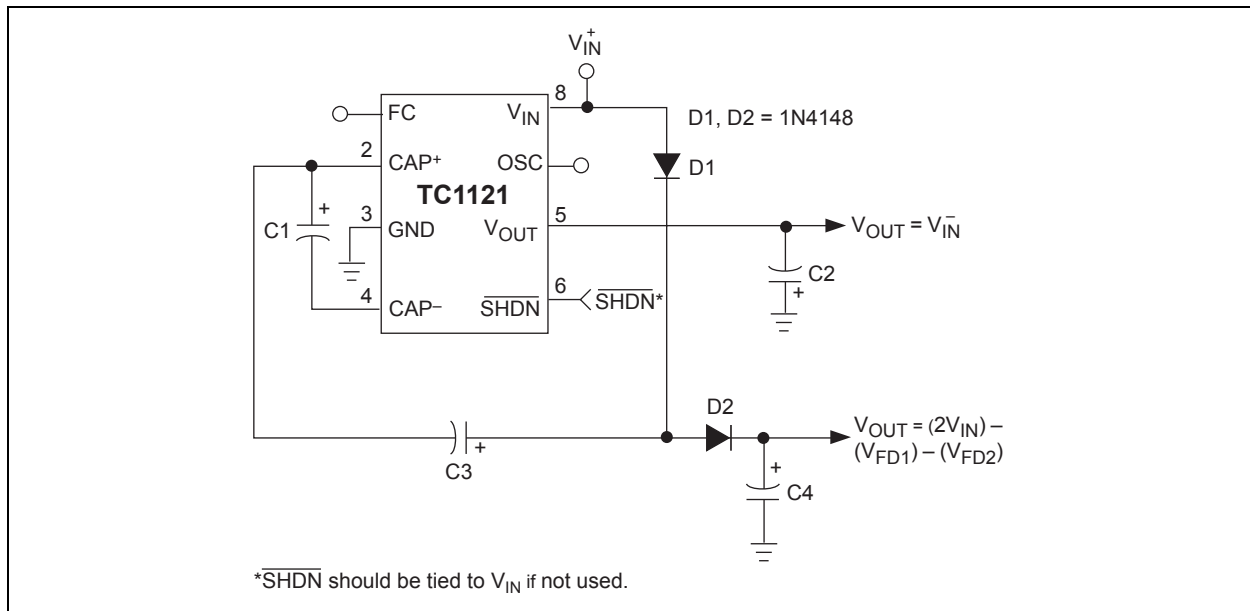 V+IN
8
FC
VIN
D1, D2 = 1N4148
2
CAP+
OSC
D1
TC1121
+
C1
3
GND
5
VOUT
VOUT = V–IN
C2
+
4
CAP–
6
SHDN
SHDN*
D2
VOUT = (2VIN) –
(VFD1) – (VFD2)
+
C3
+
C4
*SHDN should be tied to VIN if not used.